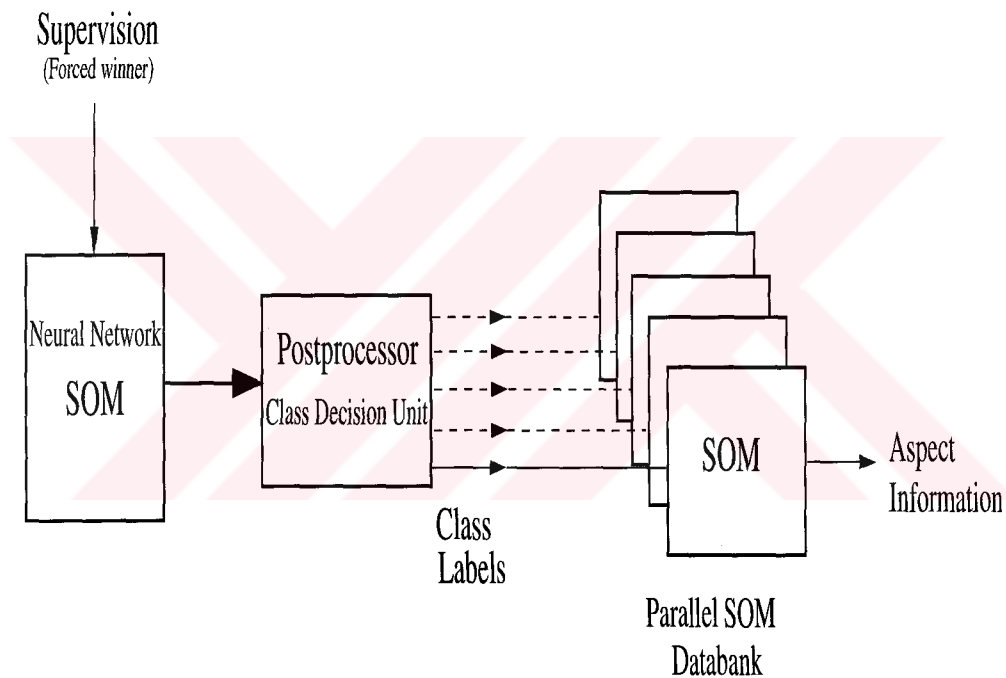 Supervision
(Forced winner)
Neural Network
SOM
Postprocessor
Class Decision Unit
Class
Labels
SOM
Aspect
Information
Parallel SOM
Databank